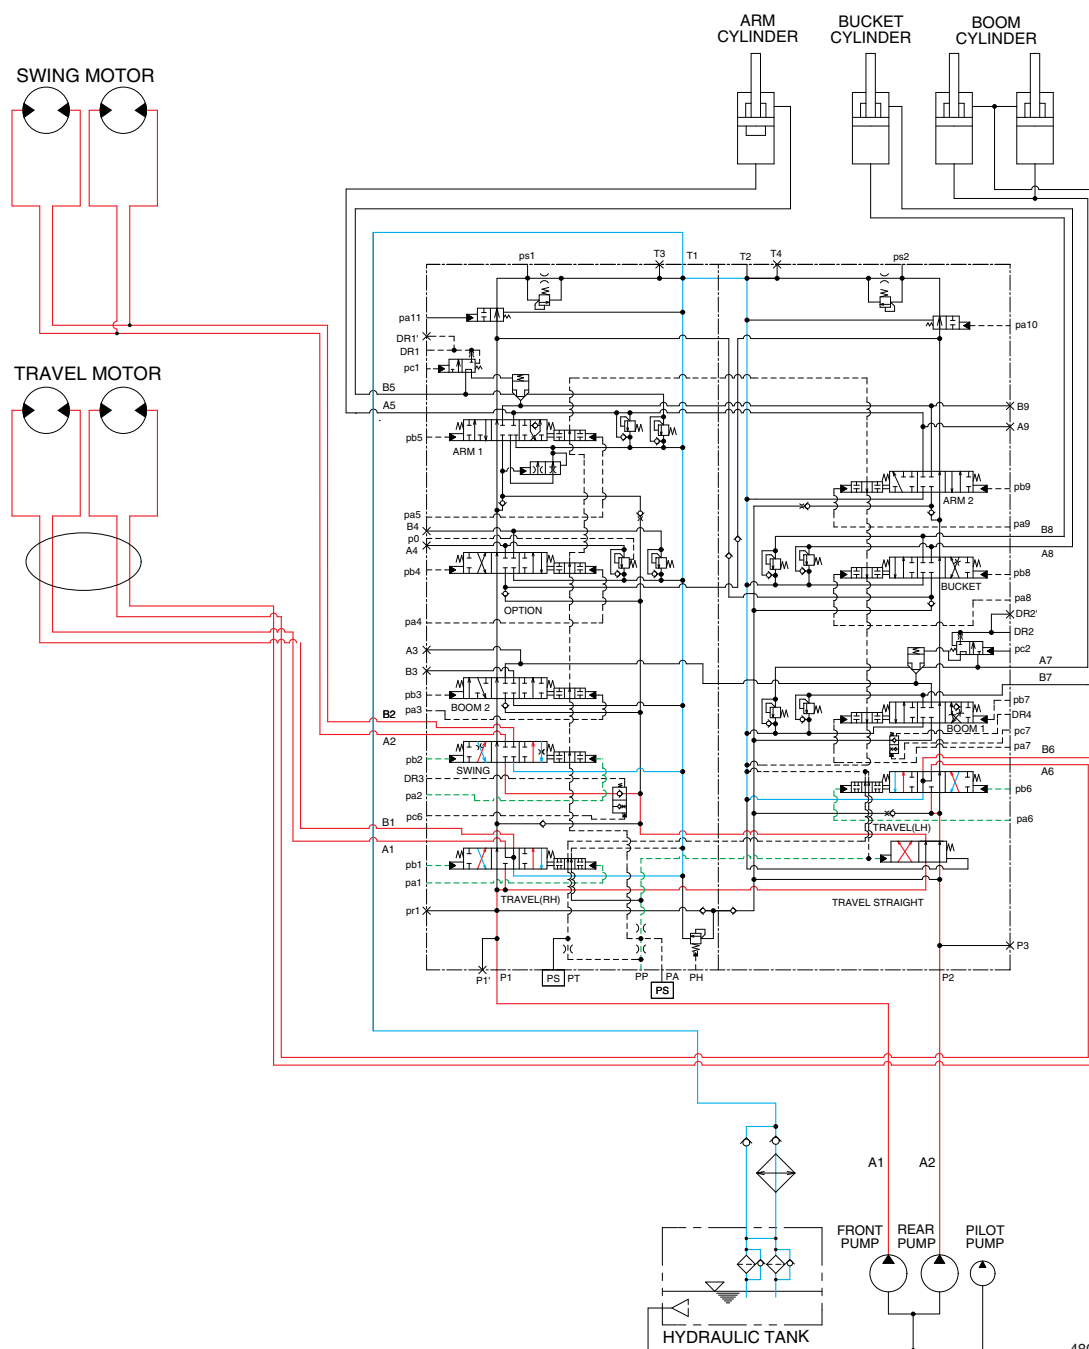 ARM
CYLINDER
BUCKET
CYLINDER
BOOM
CYLINDER
SWING MOTOR
TRAVEL MOTOR
ps1
T3
T1
T2
T4
ps2
pa11
pa10
DR1'
DR1
pc1
B5
A5
B9
A9
pb5
ARM 1
pb9
ARM 2
pa5
pa9
B4
p0
A4
B8
A8
pb4
pb8
BUCKET
OPTION
pa8
pa4
DR2'
DR2
A3
pc2
B3
A7
B7
pb3
BOOM 2
pa3
pb7
BOOM 1
DR4
B2
pc7
A2
pa7
B6
pb2
SWING
A6
DR3
pb6
pa2
pc6
pa6
B1
TRAVEL(LH)
A1
pb1
pa1
TRAVEL(RH)
TRAVEL STRAIGHT
pr1
P3
P1'
P1
PS
PT
PP
PA
PH
P2
PS
A1
A2
FRONT
PUMP
REAR
PUMP
PILOT
PUMP
HYDRAULIC TANK